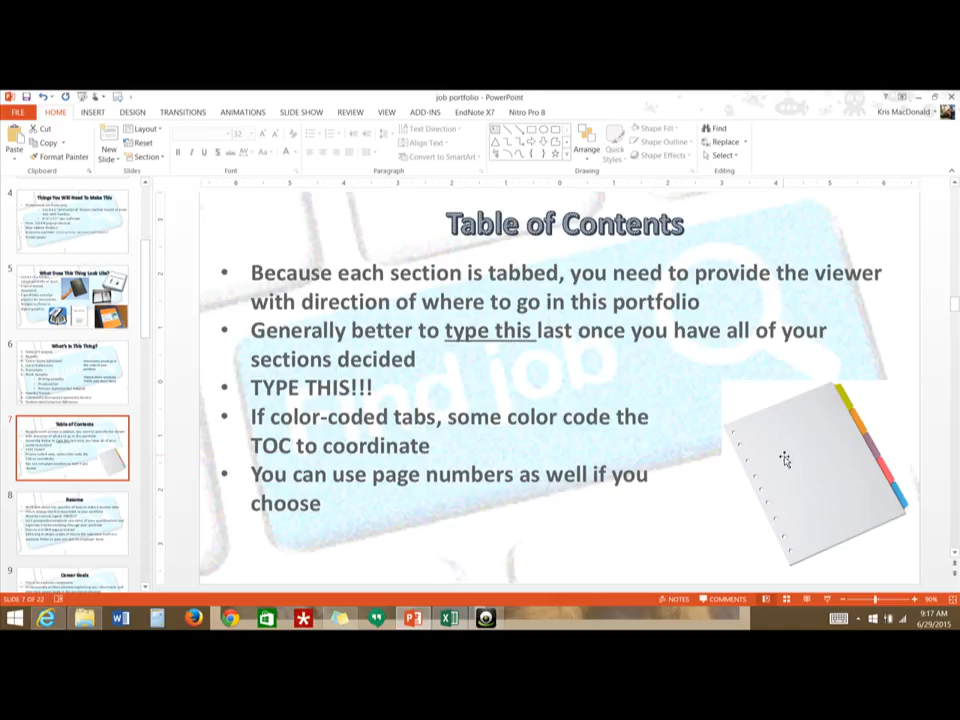 job portfolio - PowerPoint
Kris MacDonald
FILE HOME INSERT DESIGN TRANSITIONS ANIMATIONS SLIDE SHOW REVIEW VIEW ADD-INS EndNote X7 Nitro Pro 8
Paste
Cut
Copy
Format Painter
Clipboard
New Slide
Layout
Reset
Section
Slides
32
Paragraph
Text Direction
Align Text
Convert to SmartArt
Arrange
Quick Styles
Shape Fill
Shape Outline
Shape Effects
Drawing
Find
Replace
Select
Editing
4
Things You Will Need To Make This
5
What Does This Thing Look Like?
6
What's In This Thing?
7
Table of Contents
8
Resume
9
Career Goals
Table of Contents
• Because each section is tabbed, you need to provide the viewer
with direction of where to go in this portfolio
• Generally better to type this last once you have all of your
sections decided
• TYPE THIS!!!
• If color-coded tabs, some color code the
TOC to coordinate
• You can use page numbers as well if you
choose
SLIDE 7 OF 22
NOTES COMMENTS 90%
9:17 AM
6/29/2015